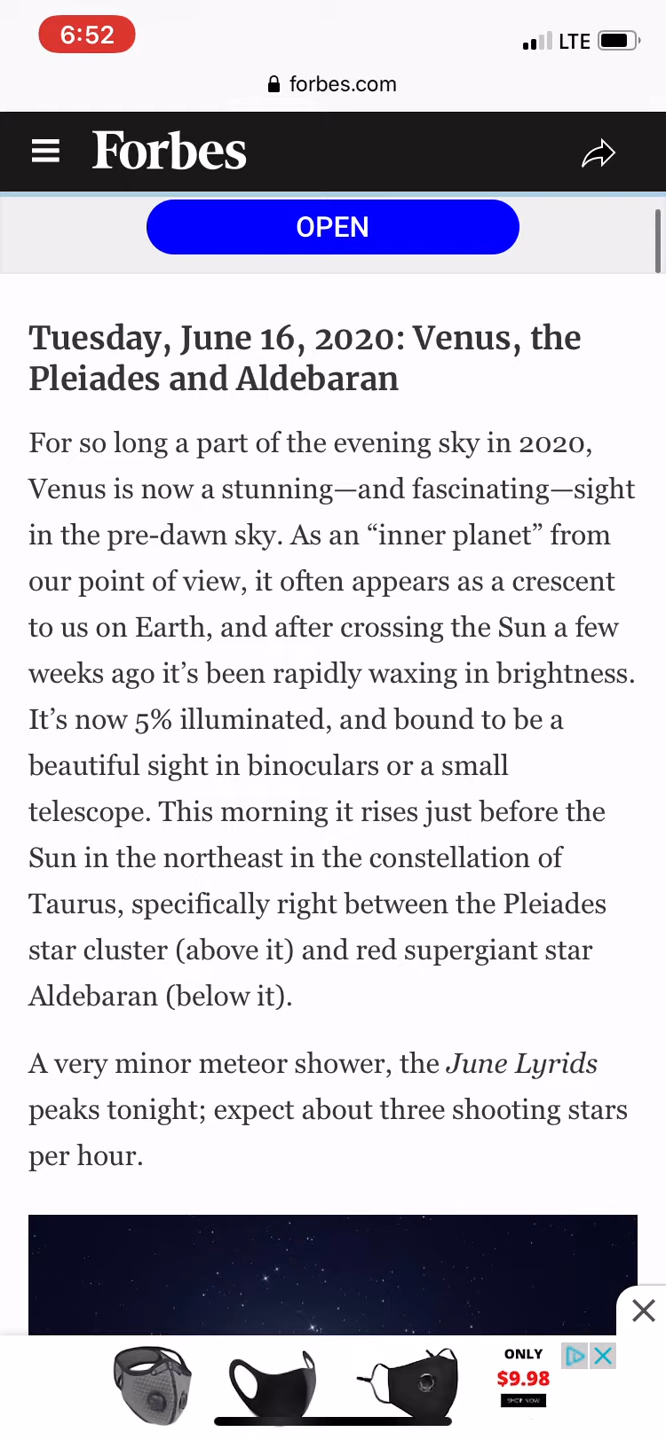 6:52
LTE
forbes.com
Forbes
OPEN
Tuesday, June 16, 2020: Venus, the
Pleiades and Aldebaran
For so long a part of the evening sky in 2020,
Venus is now a stunning—and fascinating—sight
in the pre-dawn sky. As an “inner planet” from
our point of view, it often appears as a crescent
to us on Earth, and after crossing the Sun a few
weeks ago it’s been rapidly waxing in brightness.
It’s now 5% illuminated, and bound to be a
beautiful sight in binoculars or a small
telescope. This morning it rises just before the
Sun in the northeast in the constellation of
Taurus, specifically right between the Pleiades
star cluster (above it) and red supergiant star
Aldebaran (below it).
A very minor meteor shower, the June Lyrids
peaks tonight; expect about three shooting stars
per hour.
ONLY
$9.98
SHOP NOW